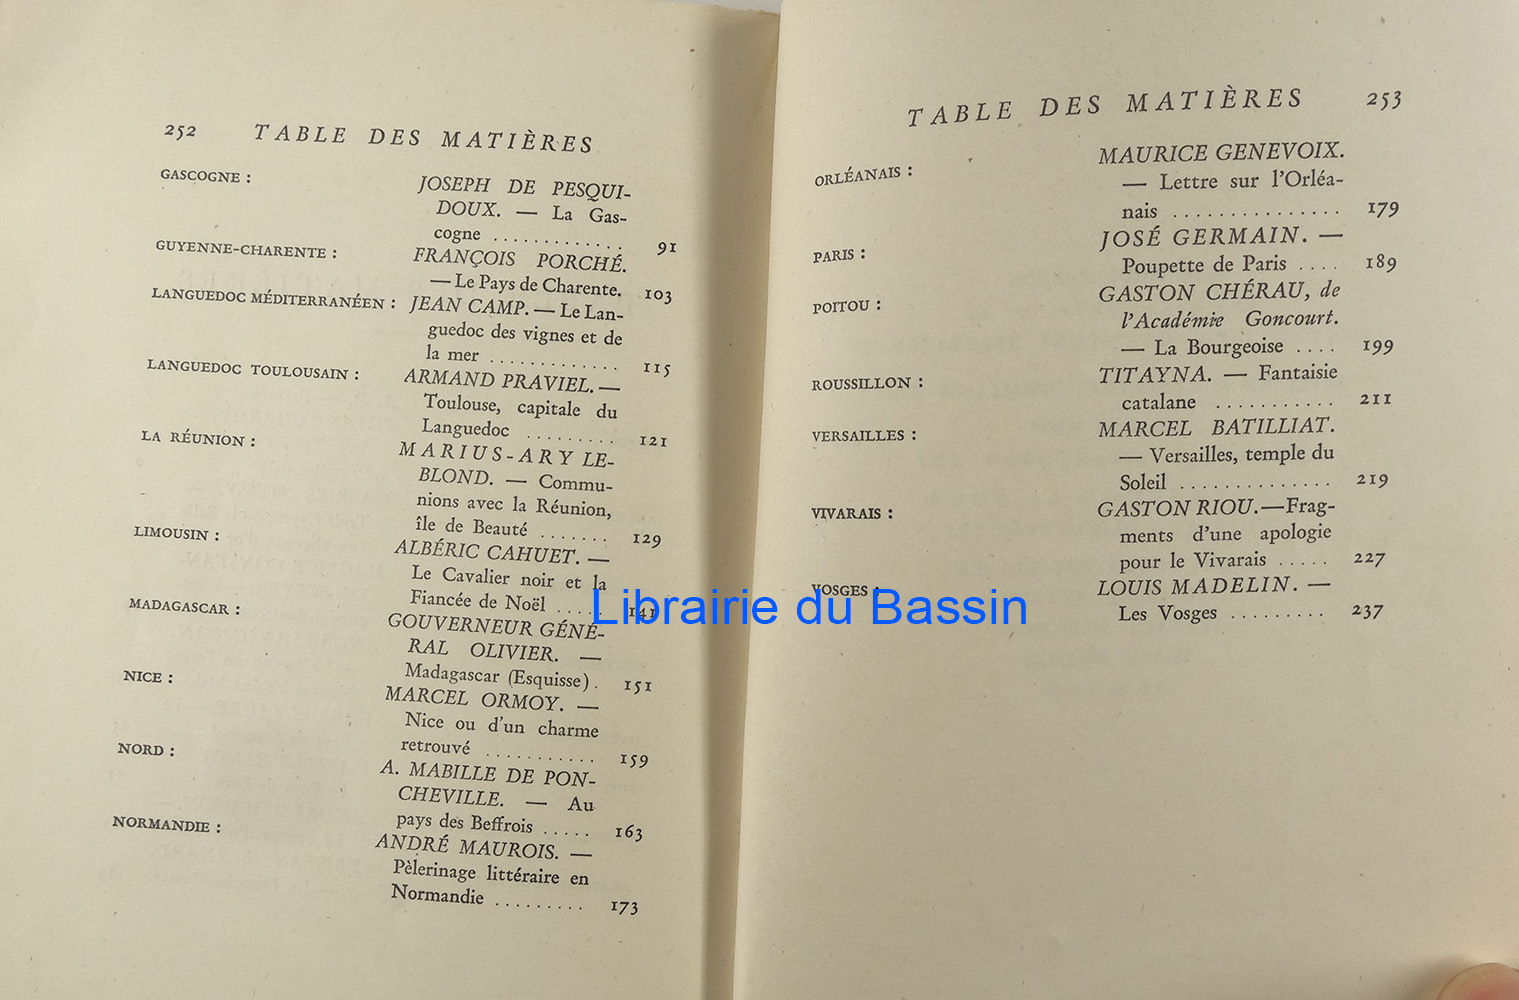 252 TABLE DES MATIÈRES
GASCOGNE : JOSEPH DE PESQUI-
DOUX. — La Gas-
cogne ............. 91
GUYENNE-CHARENTE : FRANÇOIS PORCHÉ.
— Le Pays de Charente. 103
LANGUEDOC MÉDITERRANÉEN : JEAN CAMP. — Le Lan-
guedoc des vignes et de
la mer ............. 115
LANGUEDOC TOULOUSAIN : ARMAND PRAVIEL. —
Toulouse, capitale du
Languedoc ......... 121
LA RÉUNION : MARIUS-ARY LE-
BLOND. — Commu-
nions avec la Réunion,
île de Beauté ....... 129
LIMOUSIN : ALBÉRIC CAHUET. —
Le Cavalier noir et la
Fiancée de Noël ..... 141
MADAGASCAR : GOUVERNEUR GÉNÉ-
RAL OLIVIER. —
Madagascar (Esquisse) . 151
NICE : MARCEL ORMOY. —
Nice ou d'un charme
retrouvé ........... 159
NORD : A. MABILLE DE PON-
CHEVILLE. — Au
pays des Beffrois ..... 163
NORMANDIE : ANDRÉ MAUROIS. —
Pèlerinage littéraire en
Normandie ......... 173
TABLE DES MATIÈRES 253
ORLÉANAIS : MAURICE GENEVOIX.
— Lettre sur l'Orléa-
nais ............... 179
PARIS : JOSÉ GERMAIN. —
Poupette de Paris .... 189
POITOU : GASTON CHÉRAU, de
l'Académie Goncourt.
— La Bourgeoise .... 199
ROUSSILLON : TITAYNA. — Fantaisie
catalane ........... 211
VERSAILLES : MARCEL BATILLIAT.
— Versailles, temple du
Soleil .............. 219
VIVARAIS : GASTON RIOU.—Frag-
ments d'une apologie
pour le Vivarais ..... 227
VOSGES : LOUIS MADELIN. —
Les Vosges ......... 237
Librairie du Bassin